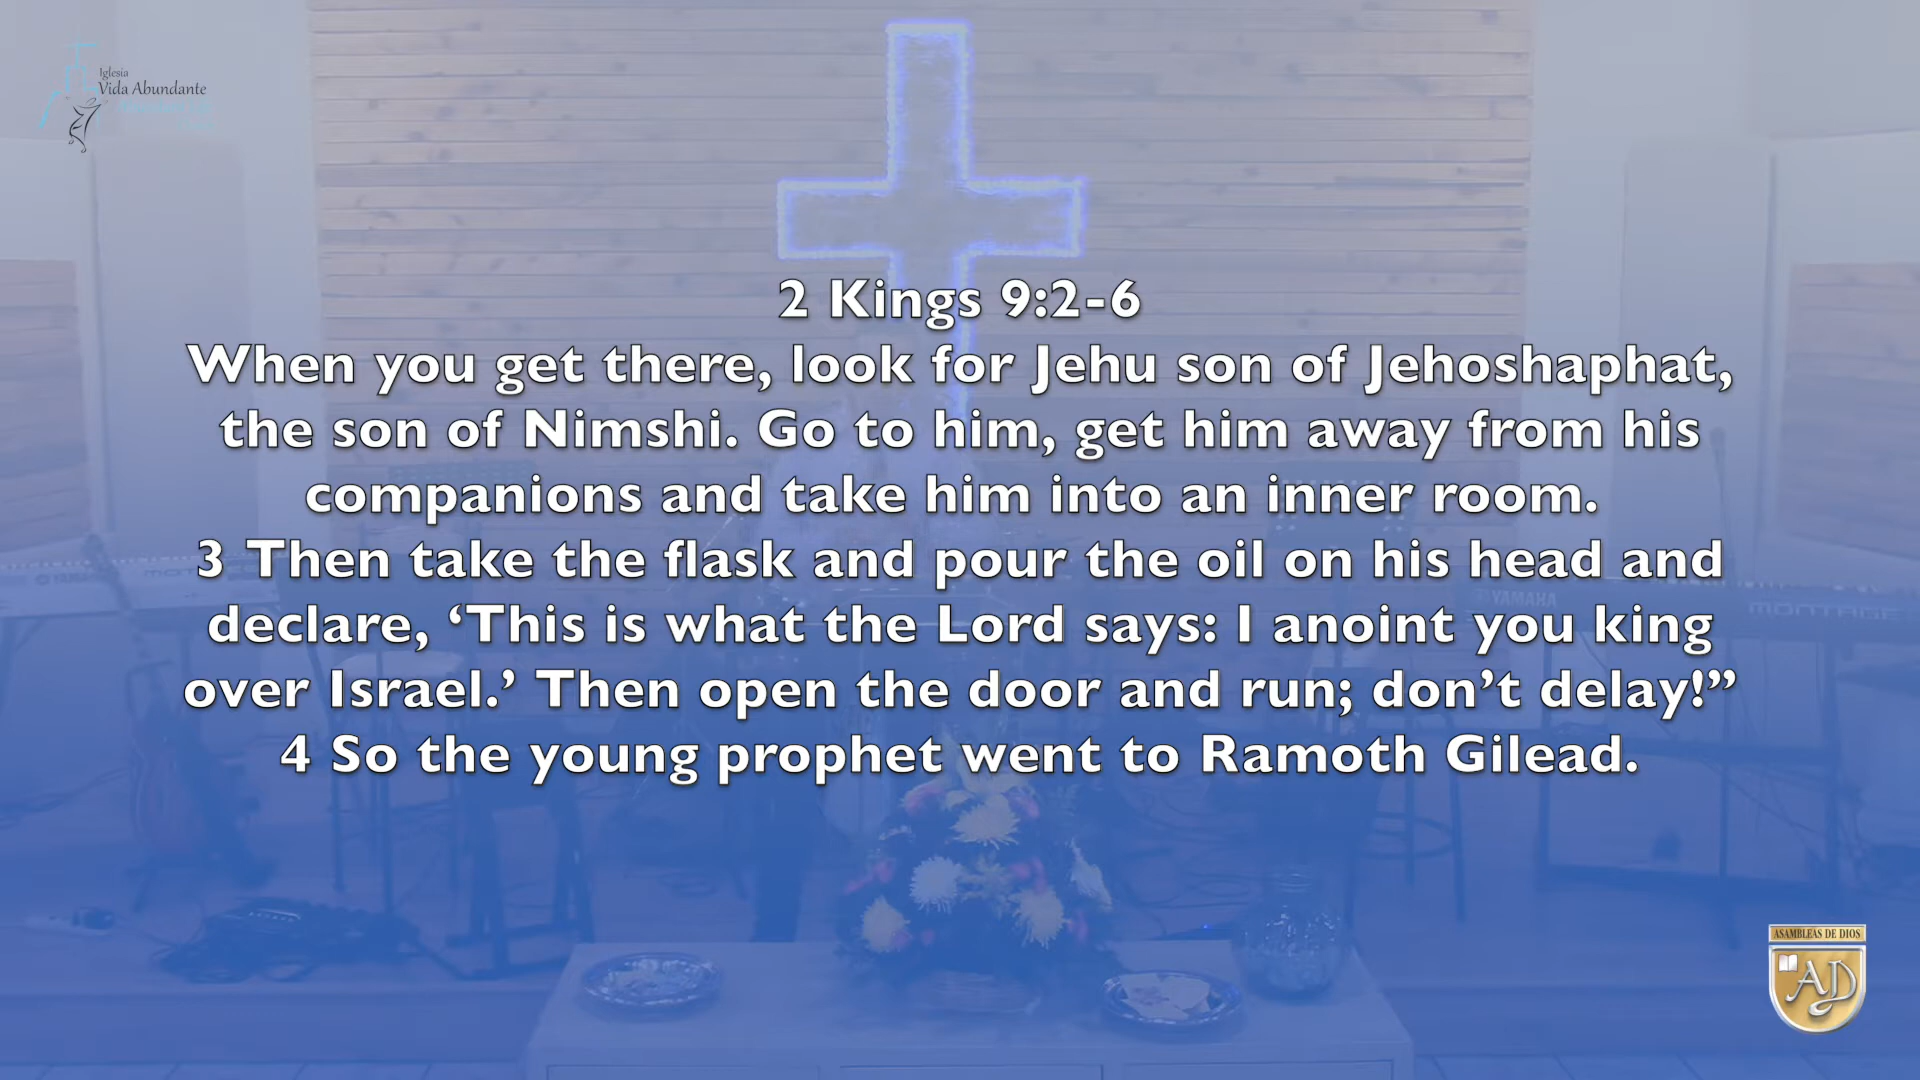 Iglesia
Vida Abundante
2 Kings 9:2-6
When you get there, look for Jehu son of Jehoshaphat,
the son of Nimshi. Go to him, get him away from his
companions and take him into an inner room.
3 Then take the flask and pour the oil on his head and
declare, ‘This is what the Lord says: I anoint you king
over Israel.’ Then open the door and run; don’t delay!”
4 So the young prophet went to Ramoth Gilead.
YAMAHA
MONTAGE
ASAMBLEAS DE DIOS
AD